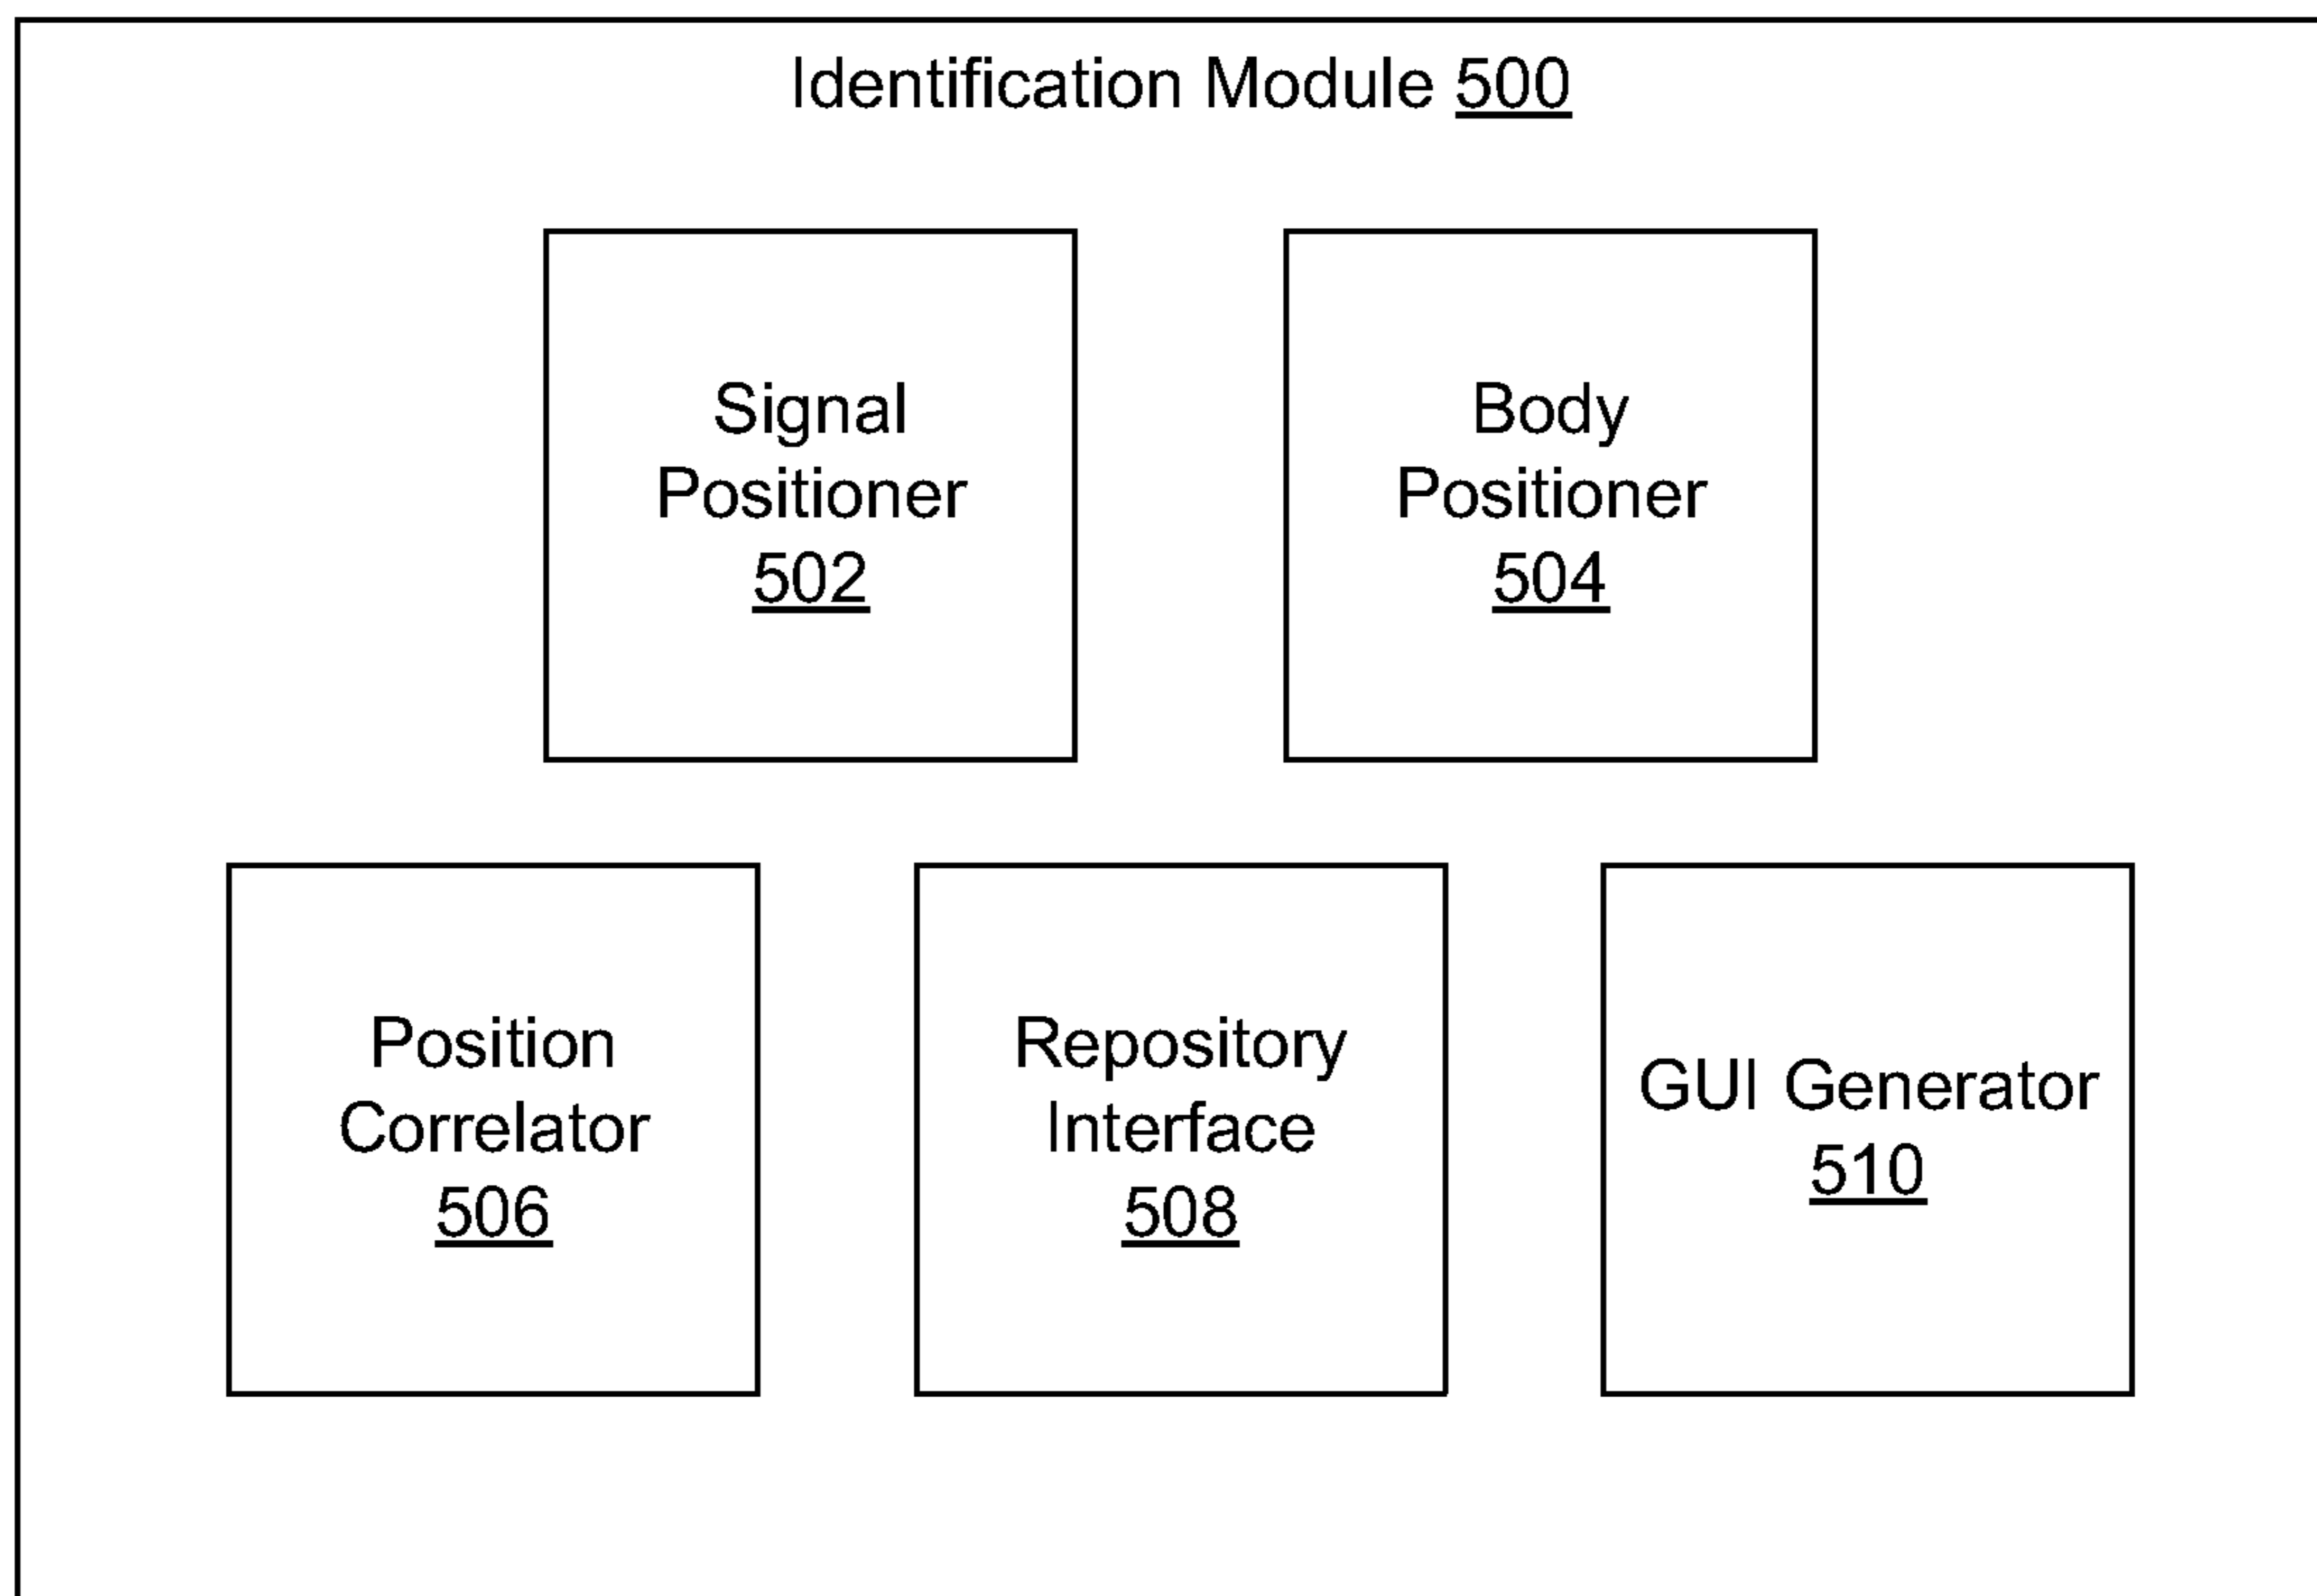 Identification Module 500
Signal
Positioner
502
Body
Positioner
504
Position
Correlator
506
Repository
Interface
508
GUI Generator
510